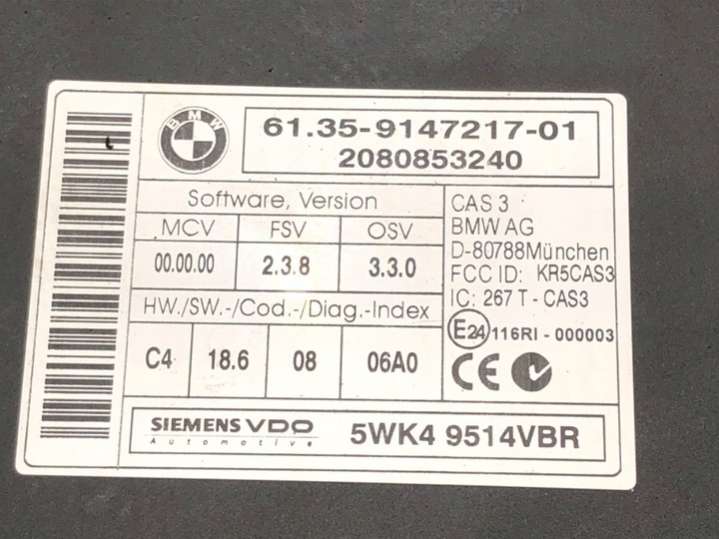 BMW
61.35-9147217-01
2080853240
Software, Version
MCV FSV OSV
00.00.00 2.3.8 3.3.0
HW./SW.-/Cod.-/Diag.-Index
C4 18.6 08 06A0
CAS 3
BMW AG
D-80788München
FCC ID: KR5CAS3
IC: 267 T - CAS3
E24 116RI - 000003
CE
SIEMENS VDO
Automotive
5WK4 9514VBR